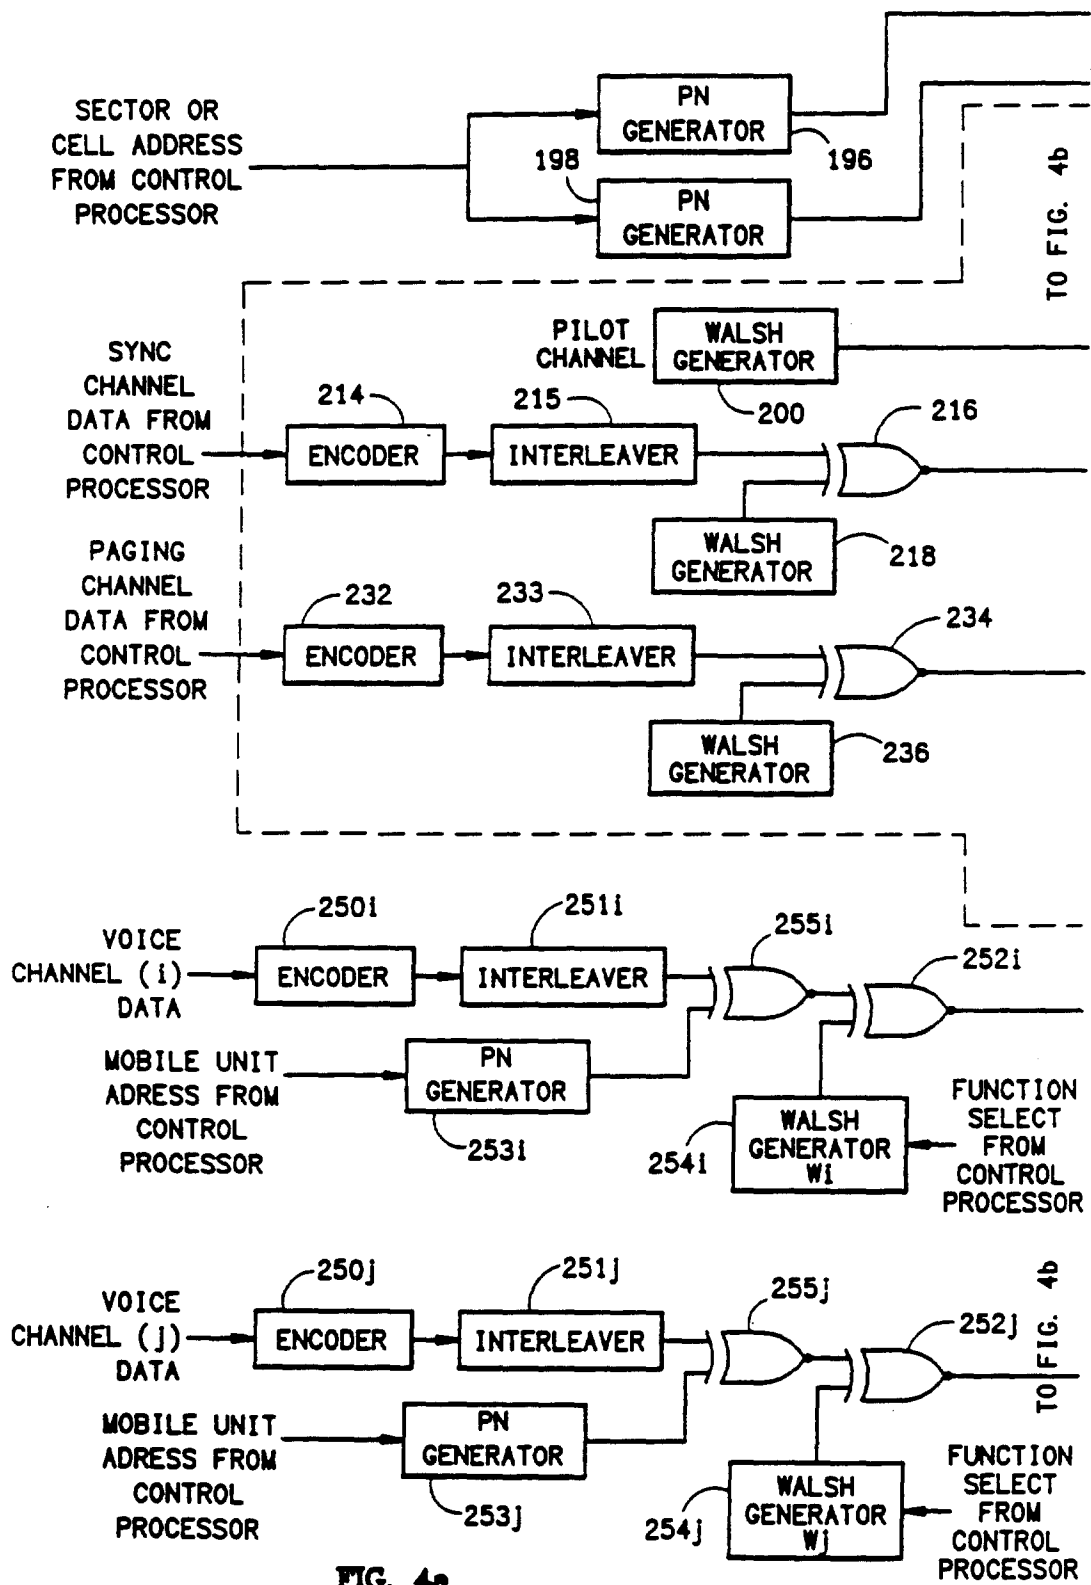 SECTOR OR
CELL ADDRESS
FROM CONTROL
PROCESSOR
PN
GENERATOR
196
198
PN
GENERATOR
TO FIG. 4b
PILOT
CHANNEL
WALSH
GENERATOR
200
SYNC
CHANNEL
DATA FROM
CONTROL
PROCESSOR
214
ENCODER
215
INTERLEAVER
216
WALSH
GENERATOR
218
PAGING
CHANNEL
DATA FROM
CONTROL
PROCESSOR
232
ENCODER
233
INTERLEAVER
234
WALSH
GENERATOR
236
VOICE
CHANNEL (i)
DATA
250i
ENCODER
251i
INTERLEAVER
255i
252i
MOBILE UNIT
ADRESS FROM
CONTROL
PROCESSOR
PN
GENERATOR
253i
254i
WALSH
GENERATOR
Wi
FUNCTION
SELECT
FROM
CONTROL
PROCESSOR
VOICE
CHANNEL (j)
DATA
250j
ENCODER
251j
INTERLEAVER
255j
252j
TO FIG. 4b
MOBILE UNIT
ADRESS FROM
CONTROL
PROCESSOR
PN
GENERATOR
253j
254j
WALSH
GENERATOR
Wj
FUNCTION
SELECT
FROM
CONTROL
PROCESSOR
FIG. 4a